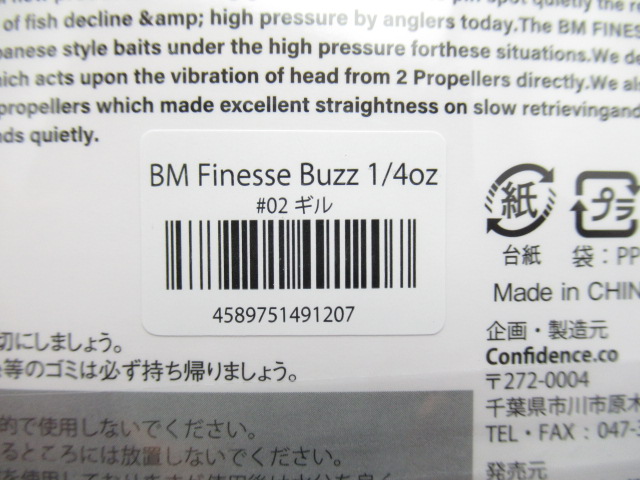 of fish decline &amp; high pressure by anglers today.The BM FINES
panese style baits under the high pressure forthese situations.We de
which acts upon the vibration of head from 2 Propellers directly.We als
propellers which made excellent straightness on slow retrievingand
nds quietly.
BM Finesse Buzz 1/4oz
#02 ギル
4589751491207
紙
台紙
プラ
袋：PP
Made in CHIN
企画・製造元
Confidence.co
〒272-0004
千葉県市川市原木
TEL・FAX : 047-3
発売元
切にしましょう。
等のゴミは必ず持ち帰りましょう。
的で使用しないでください。
るところには放置しないでください。